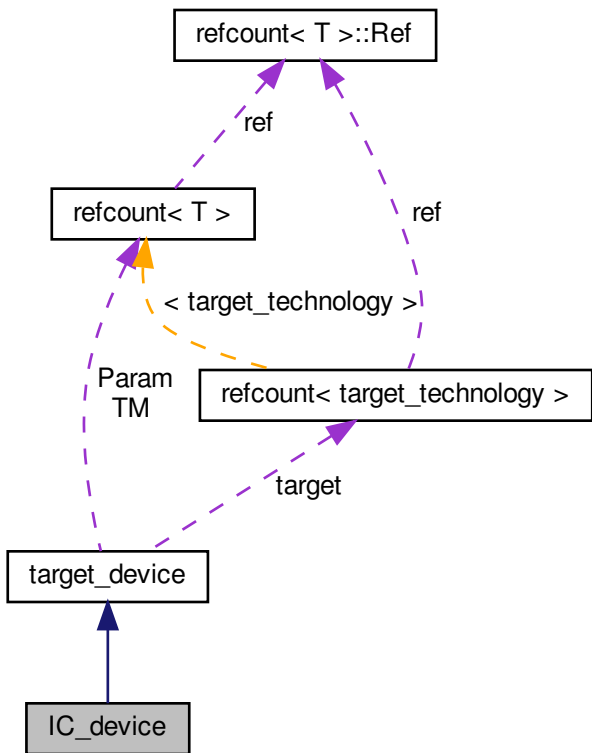 refcount< T >::Ref
ref
refcount< T >
ref
< target_technology >
Param
TM
refcount< target_technology >
target
target_device
IC_device